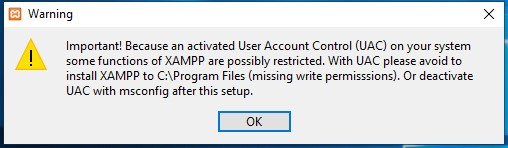 Warning
Important! Because an activated User Account Control (UAC) on your system
some functions of XAMPP are possibly restricted. With UAC please avoid to
install XAMPP to C:\Program Files (missing write permisssions). Or deactivate
UAC with msconfig after this setup.
OK